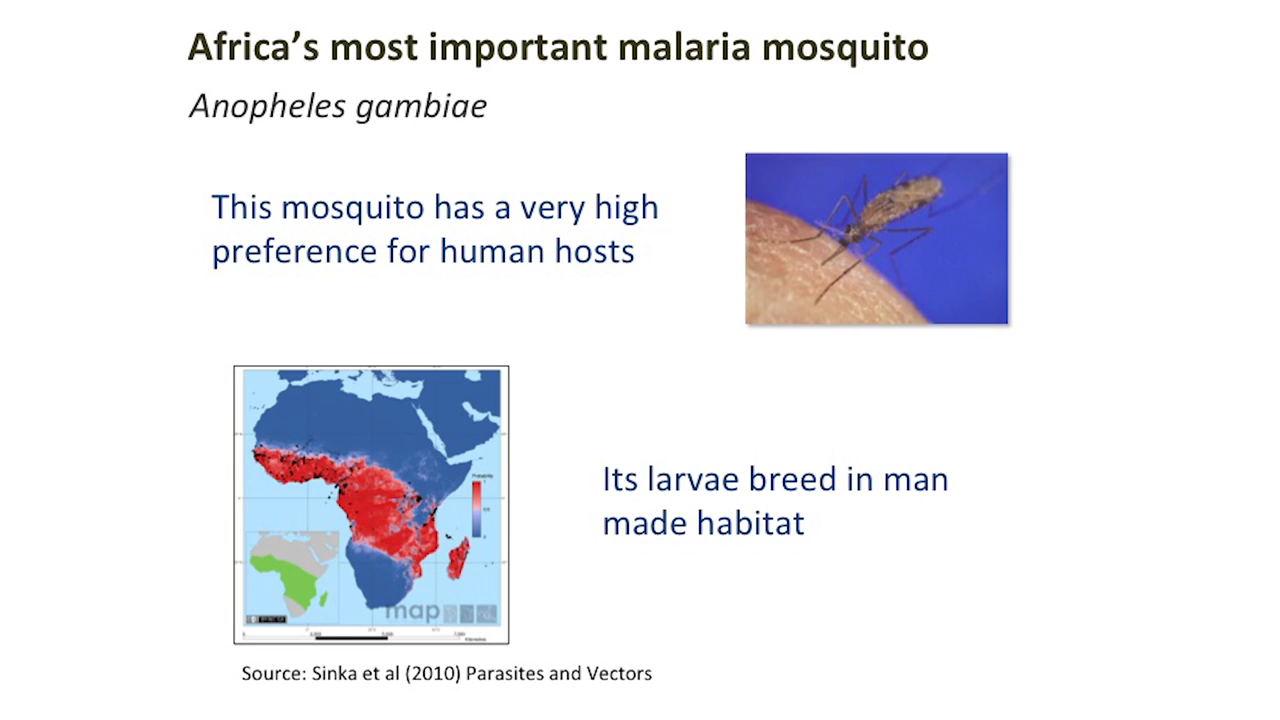 Africa's most important malaria mosquito
Anopheles gambiae
This mosquito has a very high
preference for human hosts
Its larvae breed in man
made habitat
Probability
map
Source: Sinka et al (2010) Parasites and Vectors